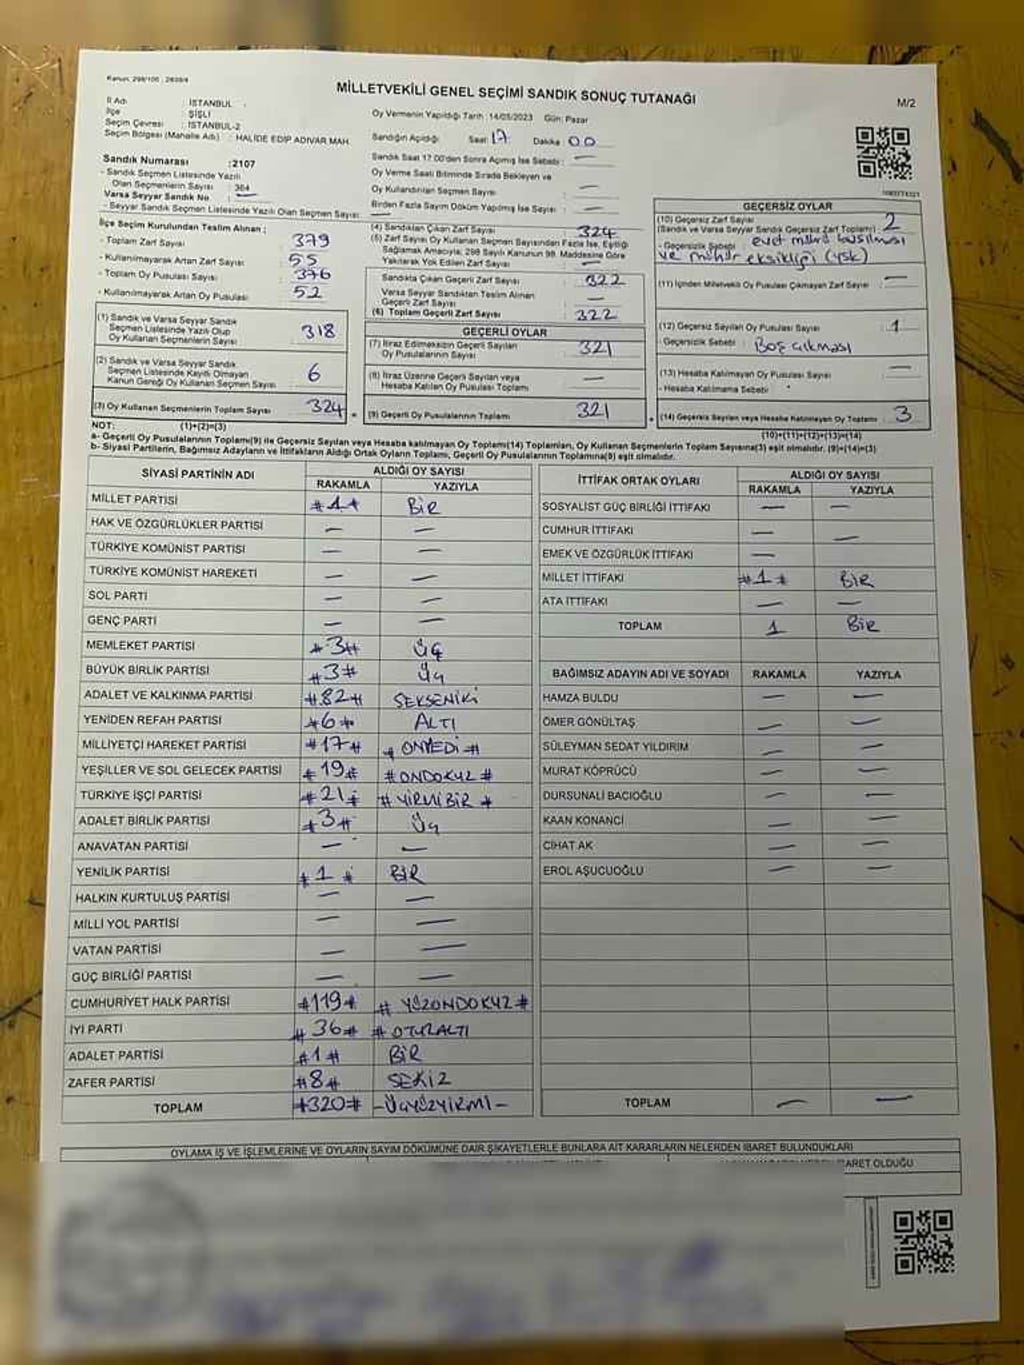 Kanun: 298/105 , 2839/4
MİLLETVEKİLİ GENEL SEÇİMİ SANDIK SONUÇ TUTANAĞI
M/2
İl Adı : İSTANBUL
İlçe : ŞİŞLİ
Seçim Çevresi : İSTANBUL-2
Seçim Bölgesi (Mahalle Adı) : HALİDE EDİP ADIVAR MAH.
Sandık Numarası : 2107
- Sandık Seçmen Listesinde Yazılı
Olan Seçmenlerin Sayısı : 364
Varsa Seyyar Sandık No —
- Seyyar Sandık Seçmen Listesinde Yazılı Olan Seçmen Sayısı: —
Oy Vermenin Yapıldığı Tarih : 14/05/2023 Gün: Pazar
Sandığın Açıldığı Saat 17 Dakika 00
Sandık Saat 17.00'den Sonra Açılmış İse Sebebi : —
Oy Verme Saati Bitiminde Sırada Bekleyen ve
Oy Kullandırılan Seçmen Sayısı : —
Birden Fazla Sayım Döküm Yapılmış İse Sayısı : —
İlçe Seçim Kurulundan Teslim Alınan ;
- Toplam Zarf Sayısı : 379
- Kullanılmayarak Artan Zarf Sayısı : 55
- Toplam Oy Pusulası Sayısı : 376
- Kullanılmayarak Artan Oy Pusulası : 52
(1) Sandık ve Varsa Seyyar Sandık
Seçmen Listesinde Yazılı Olup
Oy Kullanan Seçmenlerin Sayısı : 318
(2) Sandık ve Varsa Seyyar Sandık
Seçmen Listesinde Kayıtlı Olmayan
Kanun Gereği Oy Kullanan Seçmen Sayısı : 6
(3) Oy Kullanan Seçmenlerin Toplam Sayısı 324
(4) Sandıktan Çıkan Zarf Sayısı : 324
(5) Zarf Sayısı Oy Kullanan Seçmen Sayısından Fazla İse, Eşitliği
Sağlamak Amacıyla, 298 Sayılı Kanunun 98. Maddesine Göre
Yakılarak Yok Edilen Zarf Sayısı : —
Sandıkta Çıkan Geçerli Zarf Sayısı : 322
Varsa Seyyar Sandıktan Teslim Alınan
Geçerli Zarf Sayısı : —
(6) Toplam Geçerli Zarf Sayısı : 322
GEÇERLİ OYLAR
(7) İtiraz Edilmeksizin Geçerli Sayılan
Oy Pusulalarının Sayısı : 321
(8) İtiraz Üzerine Geçerli Sayılan veya
Hesaba Katılan Oy Pusulası Toplamı : —
(9) Geçerli Oy Pusulalarının Toplamı : 321
GEÇERSİZ OYLAR
(10) Geçersiz Zarf Sayısı : 2
(Sandık ve Varsa Seyyar Sandık Geçersiz Zarf Toplamı)
- Geçersizlik Sebebi : evet mührü basılması
ve mühür eksikliği (ysk)
(11) İçinden Milletvekili Oy Pusulası Çıkmayan Zarf Sayısı : —
(12) Geçersiz Sayılan Oy Pusulası Sayısı : 1
- Geçersizlik Sebebi : Boş çıkması
(13) Hesaba Katılmayan Oy Pusulası Sayısı : —
- Hesaba Katılmama Sebebi :
(14) Geçersiz Sayılan veya Hesaba Katılmayan Oy Toplamı : 3
NOT: (1)+(2)=(3) (10)+(11)+(12)+(13)=(14)
a- Geçerli Oy Pusulalarının Toplamı(9) ile Geçersiz Sayılan veya Hesaba katılmayan Oy Toplamı(14) Toplamları, Oy Kullanan Seçmenlerin Toplam Sayısına(3) eşit olmalıdır. (9)+(14)=(3)
b- Siyasi Partilerin, Bağımsız Adayların ve İttifakların Aldığı Ortak Oyların Toplamı, Geçerli Oy Pusulalarının Toplamına(9) eşit olmalıdır.
SİYASİ PARTİNİN ADI ALDIĞI OY SAYISI
RAKAMLA YAZIYLA
MİLLET PARTİSİ #1# BİR
HAK VE ÖZGÜRLÜKLER PARTİSİ — —
TÜRKİYE KOMÜNİST PARTİSİ — —
TÜRKİYE KOMÜNİST HAREKETİ — —
SOL PARTİ — —
GENÇ PARTİ — —
MEMLEKET PARTİSİ #3# ÜÇ
BÜYÜK BİRLİK PARTİSİ #3# Üç
ADALET VE KALKINMA PARTİSİ #82# SEKSENİKİ
YENİDEN REFAH PARTİSİ #6# ALTI
MİLLİYETÇİ HAREKET PARTİSİ #17# # ONYEDİ #
YEŞİLLER VE SOL GELECEK PARTİSİ #19# # ONDOKUZ #
TÜRKİYE İŞÇİ PARTİSİ #21# # YİRMİBİR #
ADALET BİRLİK PARTİSİ #3# Üç
ANAVATAN PARTİSİ — —
YENİLİK PARTİSİ #1# BİR
HALKIN KURTULUŞ PARTİSİ — —
MİLLİ YOL PARTİSİ — —
VATAN PARTİSİ — —
GÜÇ BİRLİĞİ PARTİSİ — —
CUMHURİYET HALK PARTİSİ #119# # YÜZONDOKUZ #
İYİ PARTİ #36# # OTUZALTI
ADALET PARTİSİ #1# BİR
ZAFER PARTİSİ #8# SEKİZ
TOPLAM #320# -ÜÇYÜZYİRMİ-
İTTİFAK ORTAK OYLARI ALDIĞI OY SAYISI
RAKAMLA YAZIYLA
SOSYALİST GÜÇ BİRLİĞİ İTTİFAKI — —
CUMHUR İTTİFAKI — —
EMEK VE ÖZGÜRLÜK İTTİFAKI —
MİLLET İTTİFAKI #1# BİR
ATA İTTİFAKI — —
TOPLAM 1 BİR
BAĞIMSIZ ADAYIN ADI VE SOYADI RAKAMLA YAZIYLA
HAMZA BULDU — —
ÖMER GÖNÜLTAŞ — —
SÜLEYMAN SEDAT YILDIRIM — —
MURAT KÖPRÜCÜ — —
DURSUNALİ BACIOĞLU — —
KAAN KONANCİ — —
CİHAT AK — —
EROL AŞUCUOĞLU — —
TOPLAM — —
OYLAMA İŞ VE İŞLEMLERİNE VE OYLARIN SAYIM DÖKÜMÜNE DAİR ŞİKAYETLERLE BUNLARA AİT KARARLARIN NELERDEN İBARET BULUNDUKLARI
OLDUĞU